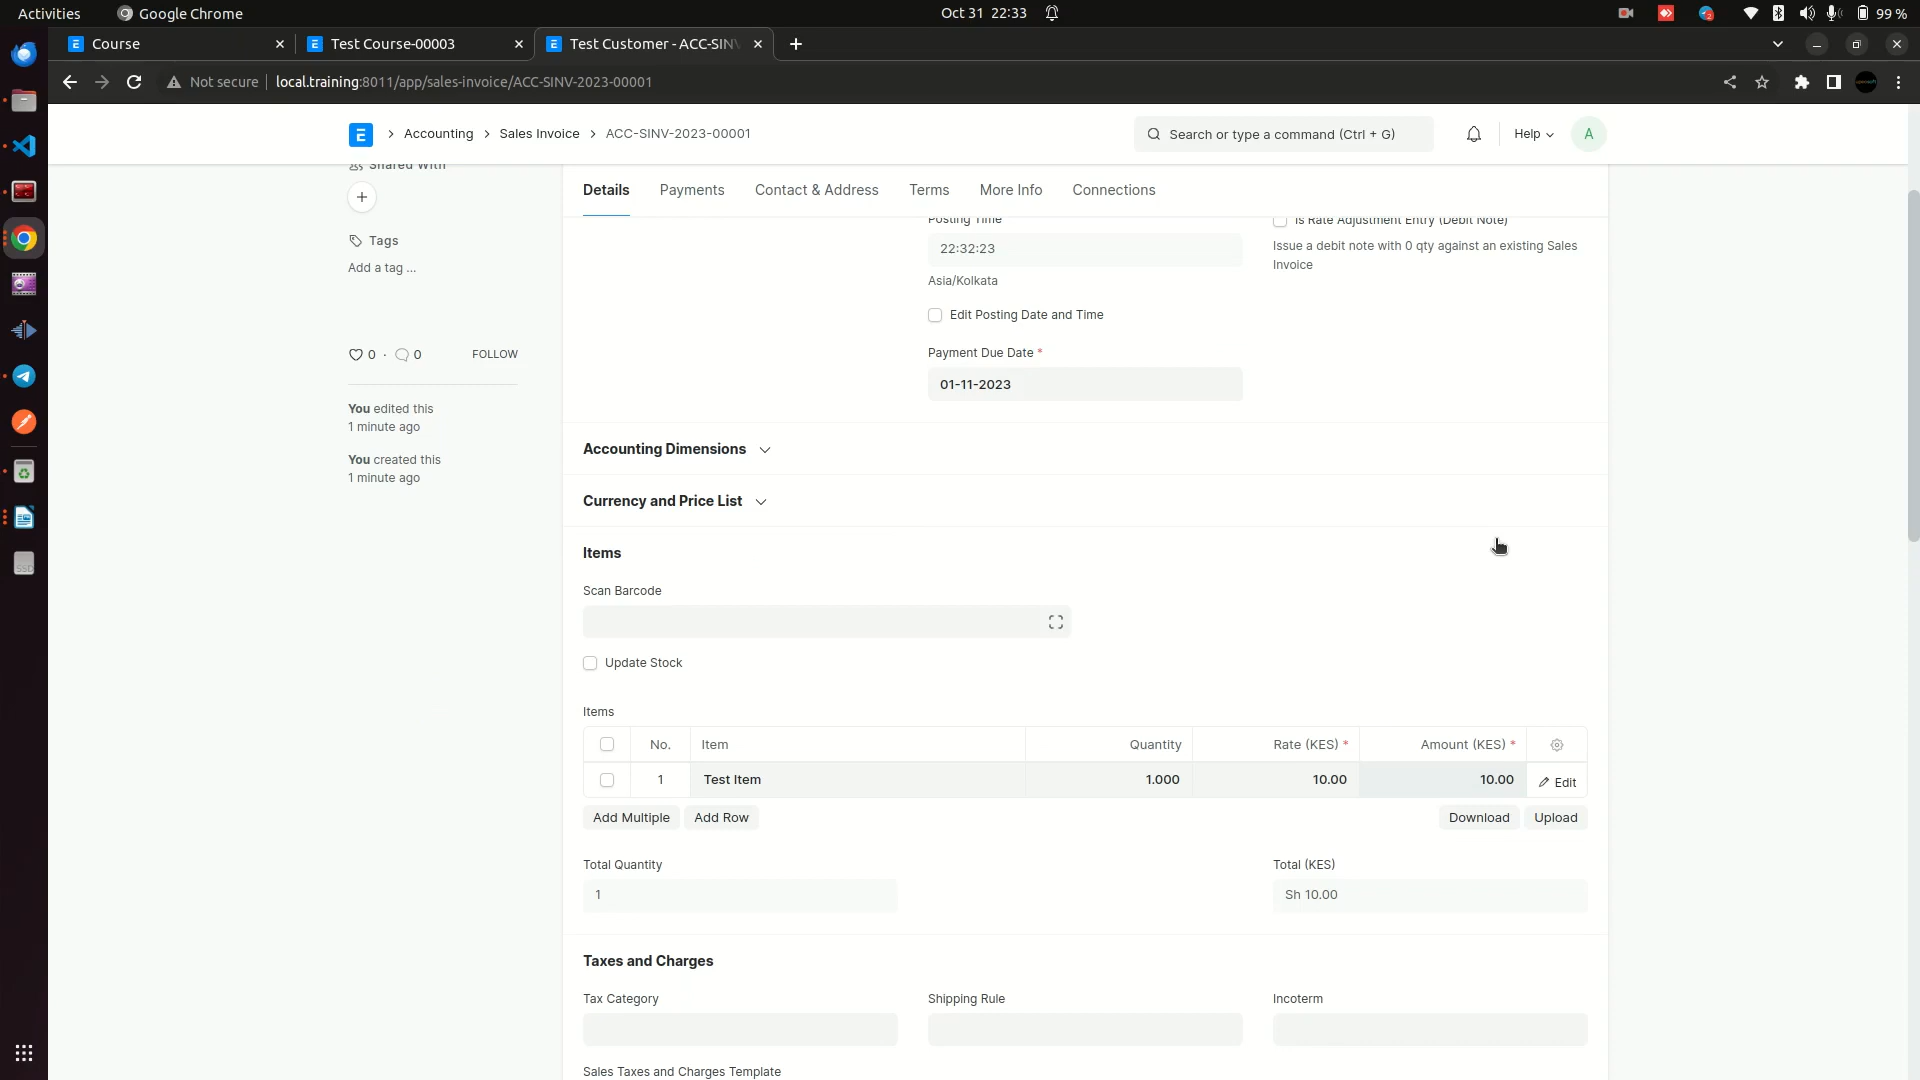 Activities
Google Chrome
Oct 31 22:33
99 %
Course
Test Course-00003
Test Customer - ACC-SIN
Not secure
local.training:8011/app/sales-invoice/ACC-SINV-2023-00001
E
Accounting
Sales Invoice
ACC-SINV-2023-00001
Search or type a command (Ctrl + G)
Help
A
Shared With
Tags
Add a tag ...
0 · 0
FOLLOW
You edited this
1 minute ago
You created this
1 minute ago
Details
Payments
Contact & Address
Terms
More Info
Connections
Posting Time
22:32:23
Asia/Kolkata
Edit Posting Date and Time
Payment Due Date *
01-11-2023
Is Rate Adjustment Entry (Debit Note)
Issue a debit note with 0 qty against an existing Sales
Invoice
Accounting Dimensions
Currency and Price List
Items
Scan Barcode
Update Stock
Items
No. Item Quantity Rate (KES) * Amount (KES) *
1 Test Item 1.000 10.00 10.00 Edit
Add Multiple
Add Row
Download
Upload
Total Quantity
1
Total (KES)
Sh 10.00
Taxes and Charges
Tax Category
Shipping Rule
Incoterm
Sales Taxes and Charges Template
SSD